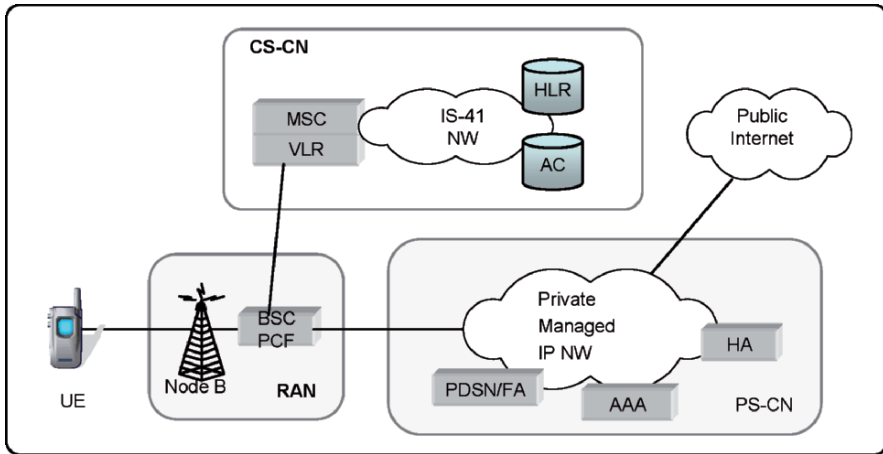 CS-CN
MSC
VLR
IS-41
NW
HLR
AC
Public
Internet
UE
Node B
BSC
PCF
RAN
Private
Managed
IP NW
PDSN/FA
AAA
HA
PS-CN